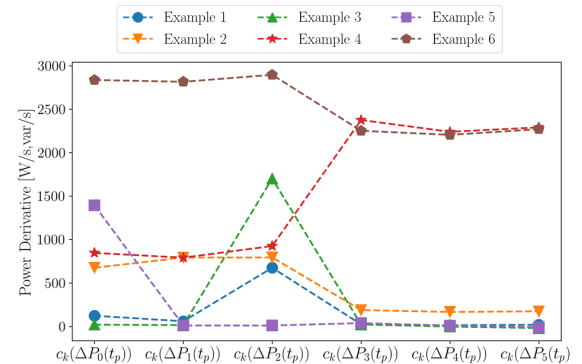 Example 1 Example 3 Example 5
Example 2 Example 4 Example 6
Power Derivative [W/s,var/s]
3000
2500
2000
1500
1000
500
0
c_k(ΔP_0(t_p)) c_k(ΔP_1(t_p)) c_k(ΔP_2(t_p)) c_k(ΔP_3(t_p)) c_k(ΔP_4(t_p)) c_k(ΔP_5(t_p))